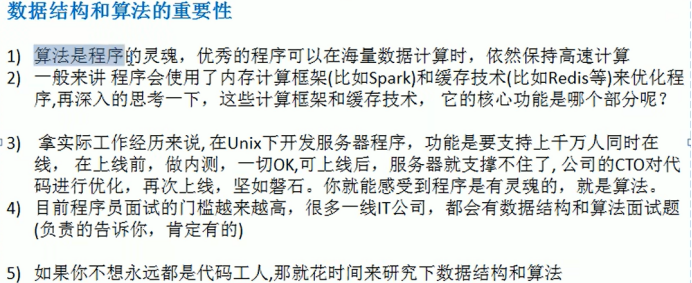 数据结构和算法的重要性
1) 算法是程序的灵魂，优秀的程序可以在海量数据计算时，依然保持高速计算
2) 一般来讲 程序会使用了内存计算框架(比如Spark)和缓存技术(比如Redis等)来优化程
序,再深入的思考一下，这些计算框架和缓存技术， 它的核心功能是哪个部分呢？
3) 拿实际工作经历来说, 在Unix下开发服务器程序，功能是要支持上千万人同时在
线， 在上线前，做内测，一切OK,可上线后，服务器就支撑不住了, 公司的CTO对代
码进行优化，再次上线，坚如磐石。你就能感受到程序是有灵魂的，就是算法。
4) 目前程序员面试的门槛越来越高，很多一线IT公司，都会有数据结构和算法面试题
(负责的告诉你，肯定有的)
5) 如果你不想永远都是代码工人,那就花时间来研究下数据结构和算法